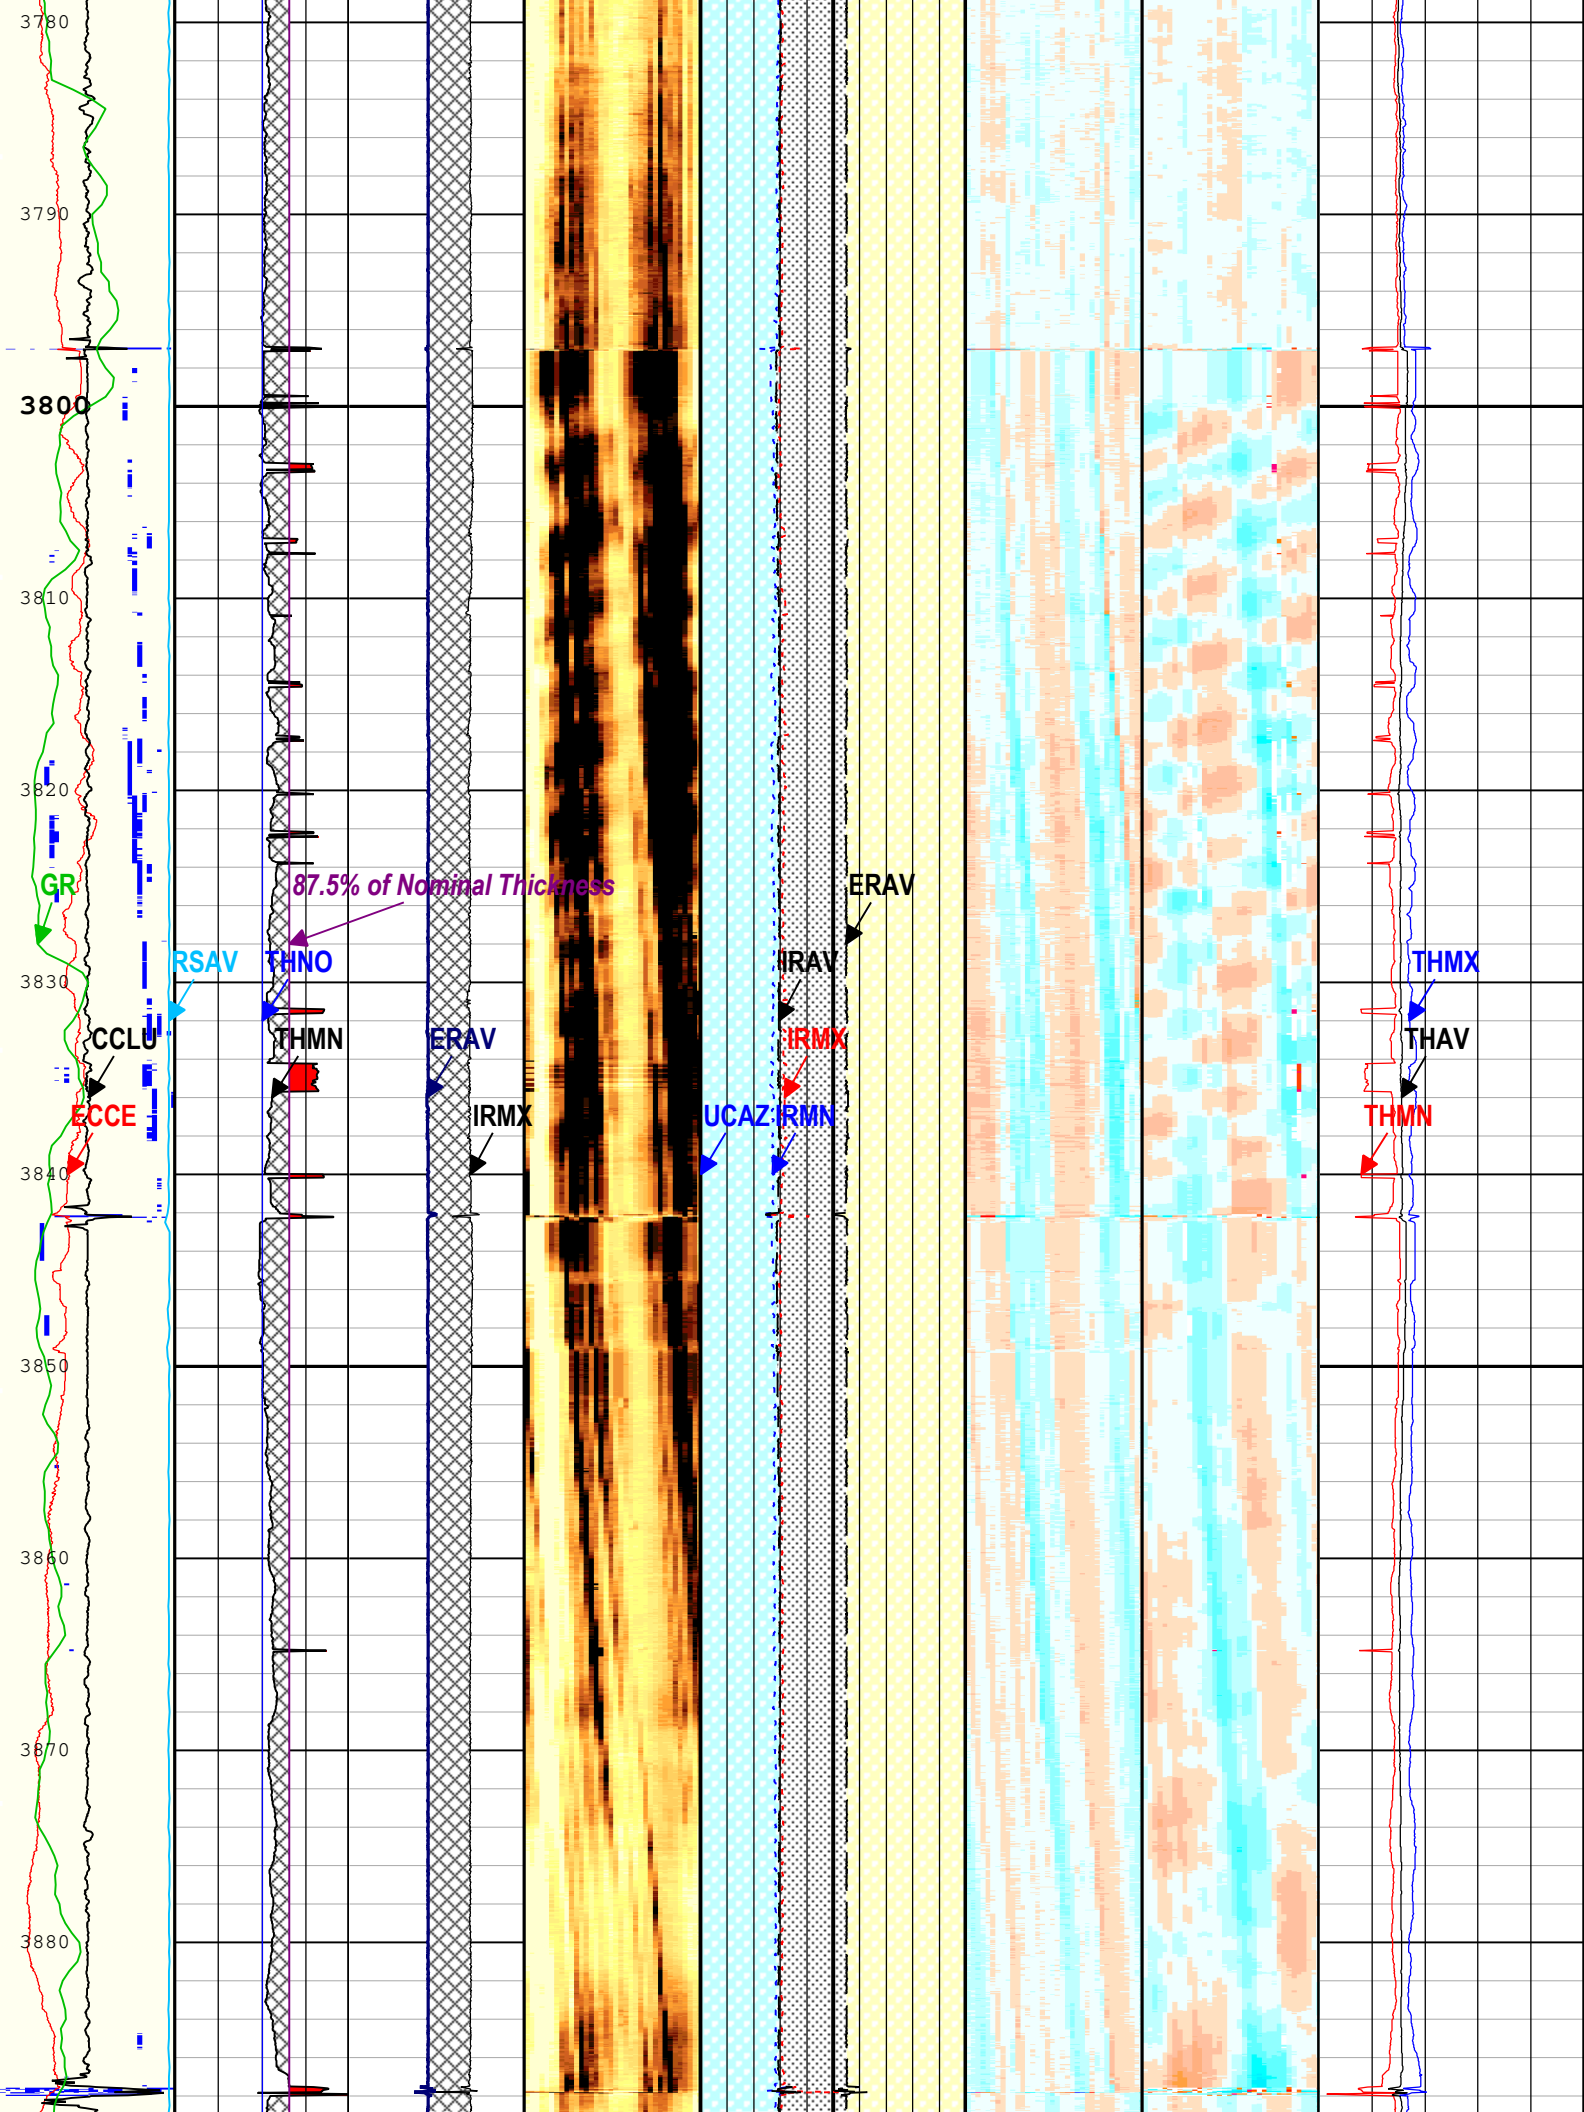 3780
3790
3800
3810
3820
GR
87.5% of Nominal Thickness
ERAV
RSAV
THNO
IRAV
THMX
3830
CCLU
THMN
ERAV
IRMX
THAV
ECCE
IRMX
UCAZ
IRMN
THMN
3840
3850
3860
3870
3880